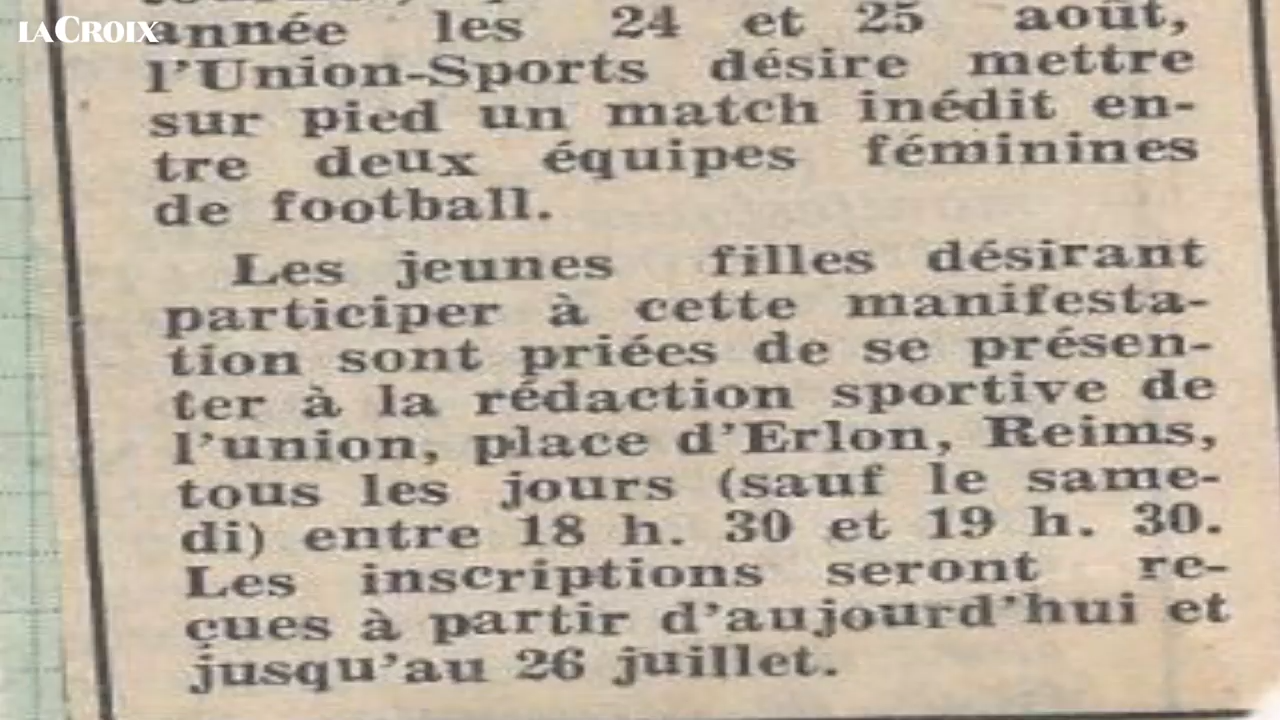 LA CROIX
année les 24 et 25 août,
l'Union-Sports désire mettre
sur pied un match inédit en-
tre deux équipes féminines
de football.
Les jeunes filles désirant
participer à cette manifesta-
tion sont priées de se présen-
ter à la rédaction sportive de
l'union, place d'Erlon, Reims,
tous les jours (sauf le same-
di) entre 18 h. 30 et 19 h. 30.
Les inscriptions seront re-
çues à partir d'aujourd'hui et
jusqu'au 26 juillet.